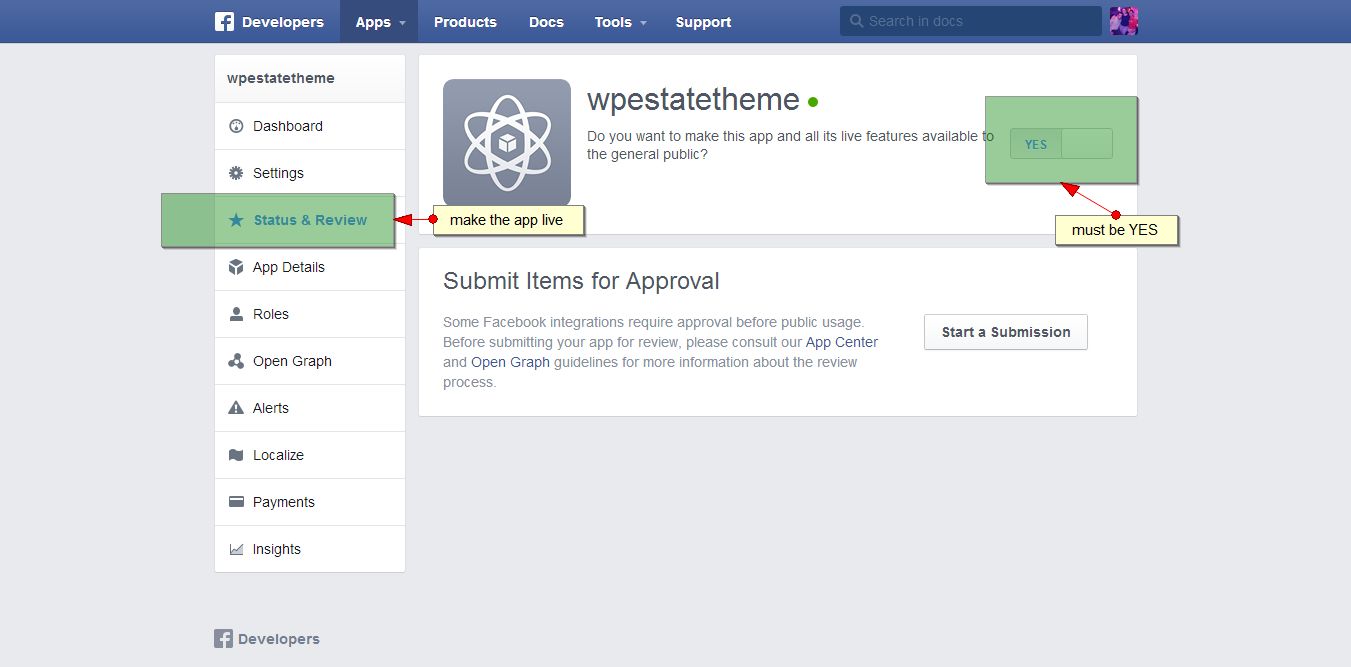 Developers Apps Products Docs Tools Support Search in docs
wpestatetheme
Dashboard
Settings
Status & Review
App Details
Roles
Open Graph
Alerts
Localize
Payments
Insights
make the app live
wpestatetheme
Do you want to make this app and all its live features available to
the general public?
YES
must be YES
Submit Items for Approval
Some Facebook integrations require approval before public usage.
Before submitting your app for review, please consult our App Center
and Open Graph guidelines for more information about the review
process.
Start a Submission
Developers